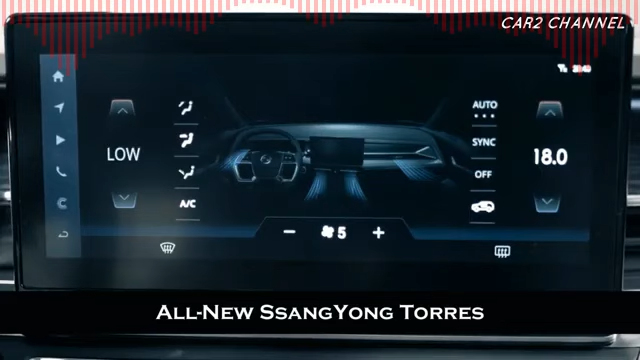 CAR2 CHANNEL
AUTO
LOW
SYNC
18.0
OFF
A/C
5
ALL-NEW SSANGYONG TORRES